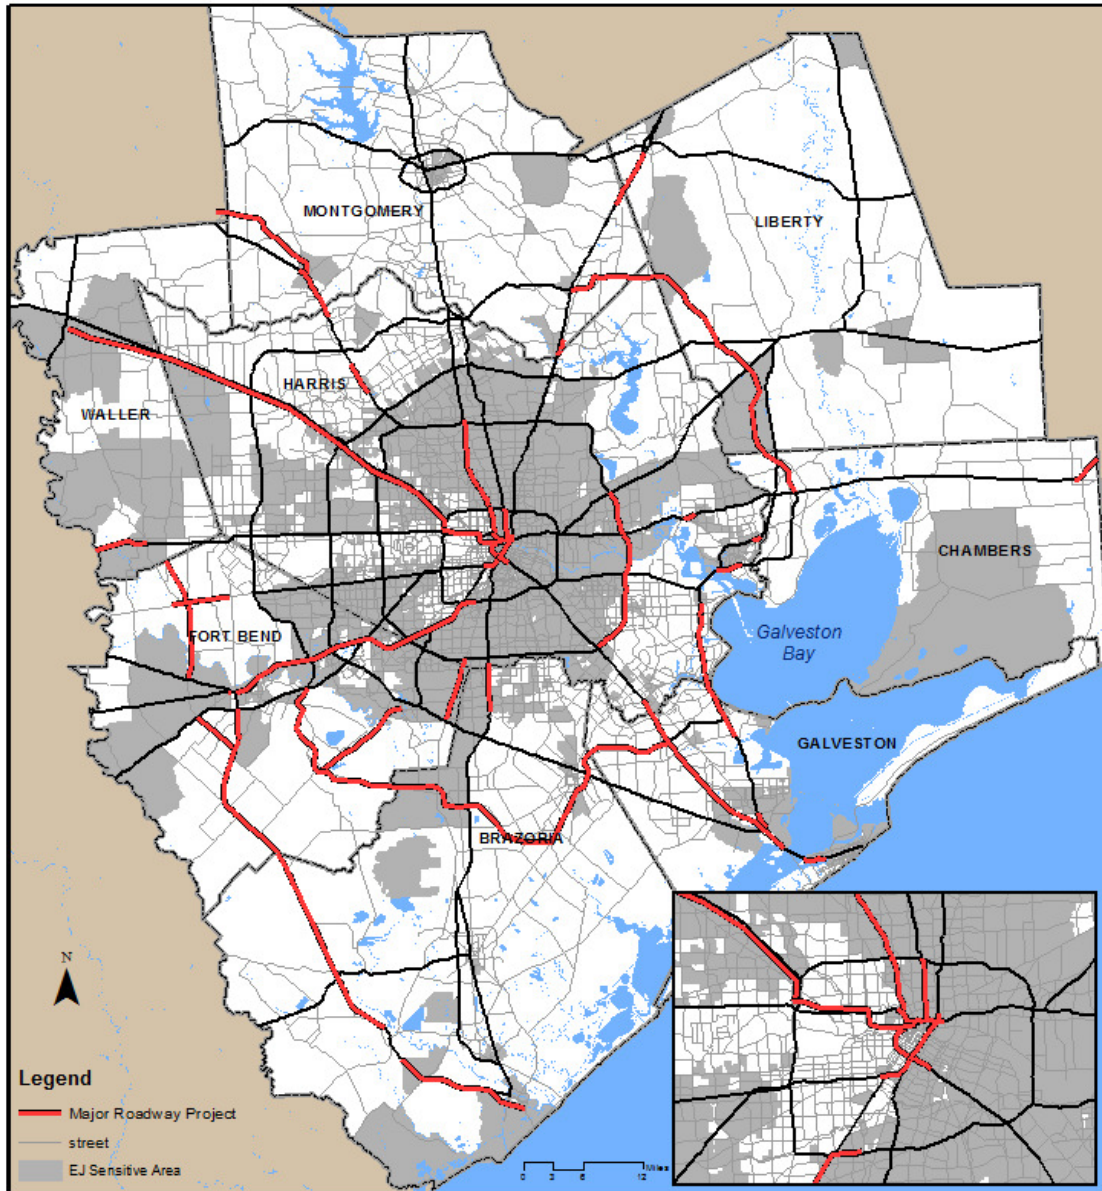 MONTGOMERY
LIBERTY
HARRIS
WALLER
CHAMBERS
FORT BEND
Galveston
Bay
GALVESTON
BRAZORIA
N
Legend
Major Roadway Project
street
EJ Sensitive Area
Miles
0 3 6 12